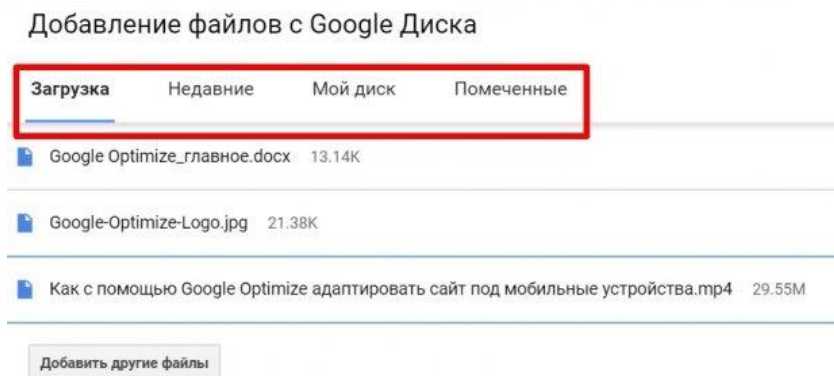 Добавление файлов с Google Диска
Загрузка Недавние Мой диск Помеченные
Google Optimize_главное.docx 13.14K
Google-Optimize-Logo.jpg 21.38K
Как с помощью Google Optimize адаптировать сайт под мобильные устройства.mp4 29.55M
Добавить другие файлы